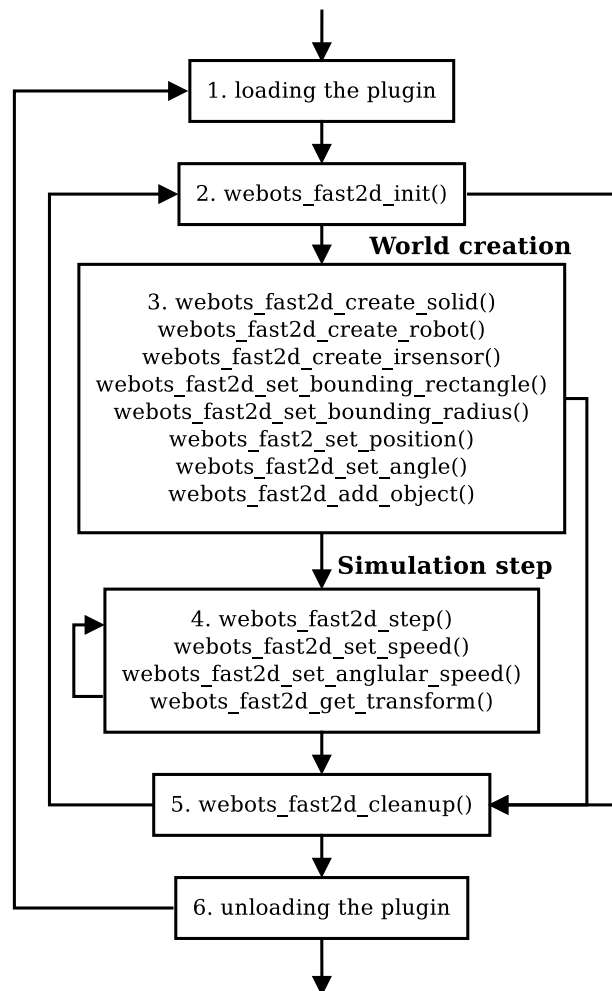 1. loading the plugin
2. webots_fast2d_init()
World creation
3. webots_fast2d_create_solid()
webots_fast2d_create_robot()
webots_fast2d_create_irsensor()
webots_fast2d_set_bounding_rectangle()
webots_fast2d_set_bounding_radius()
webots_fast2_set_position()
webots_fast2d_set_angle()
webots_fast2d_add_object()
Simulation step
4. webots_fast2d_step()
webots_fast2d_set_speed()
webots_fast2d_set_anglular_speed()
webots_fast2d_get_transform()
5. webots_fast2d_cleanup()
6. unloading the plugin